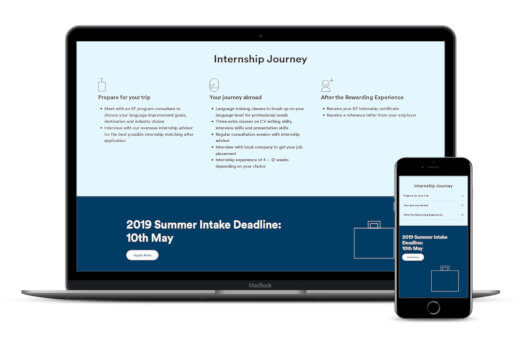 Internship Journey
Prepare for your trip
Meet with an EF program consultant to
discuss your language improvement goals,
destination and industry choice
Interview with our overseas internship advisor
for the best possible internship matching after
application
Your journey abroad
Language training classes to brush up on your
language level for professional needs
Three extra classes on CV writing skills,
interview skills and presentation skills
Regular consultation session with internship
advisor
Interview with local company to get your job
placement
Internship experience of 4 – 12 weeks
depending on your choice
After the Rewarding Experience
Receive your EF internship certificate
Receive a reference letter from your employer
2019 Summer Intake Deadline:
10th May
Apply Now
MacBook
Internship Journey
Prepare for your trip
Your journey abroad
After the Rewarding Experience
2019 Summer Intake
Deadline:
10th May